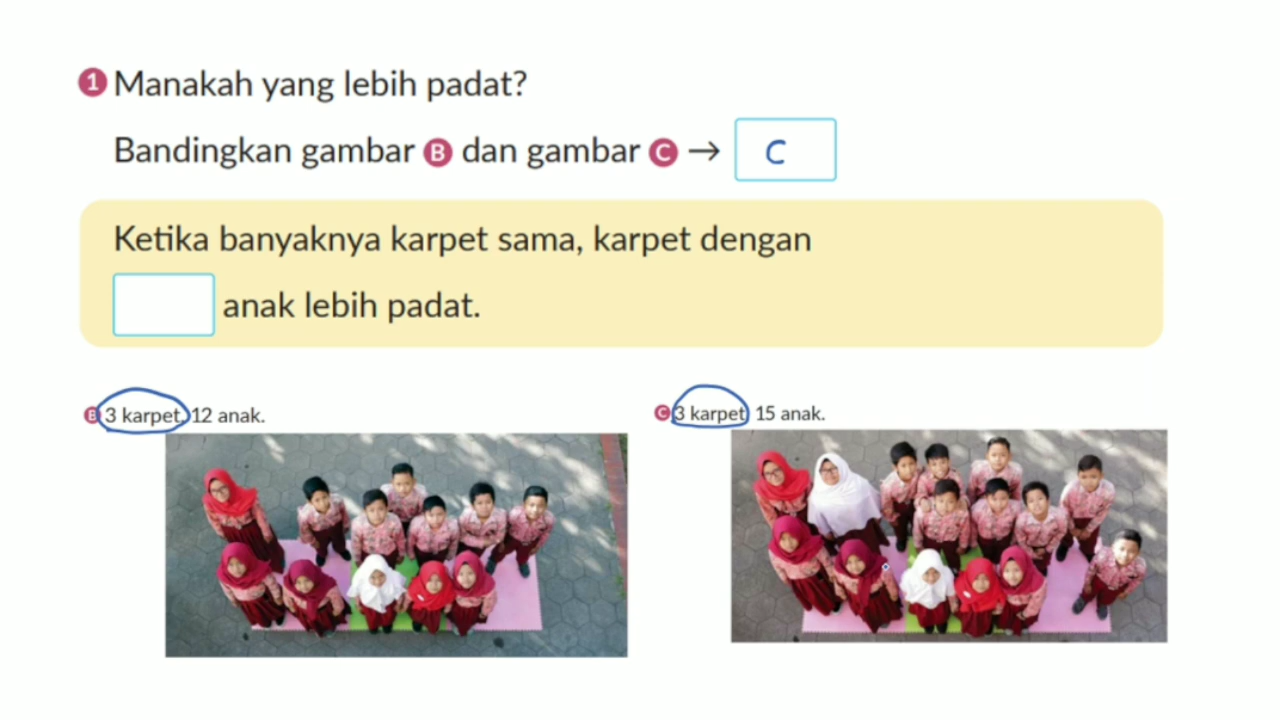 1 Manakah yang lebih padat?
Bandingkan gambar B dan gambar C → C
Ketika banyaknya karpet sama, karpet dengan
anak lebih padat.
B 3 karpet, 12 anak.
C 3 karpet, 15 anak.